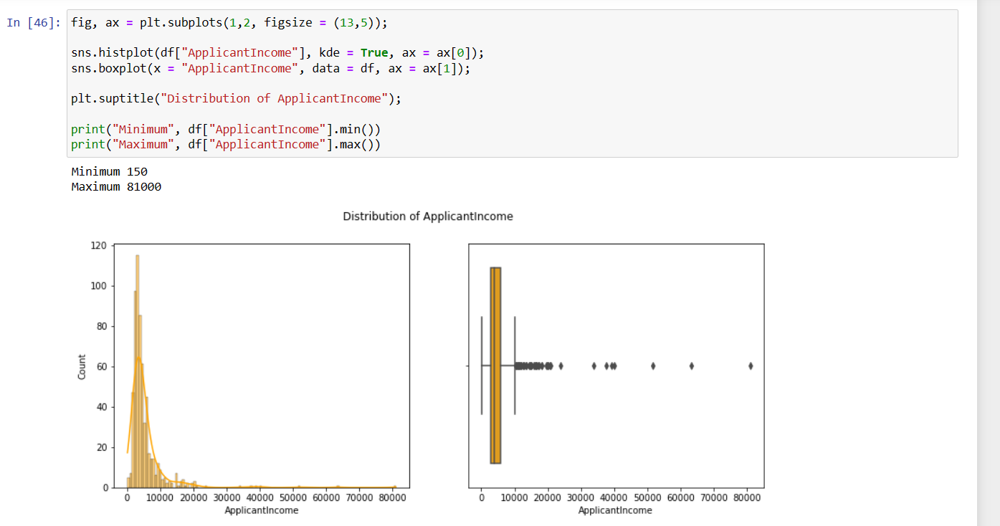 In [46]: fig, ax = plt.subplots(1,2, figsize = (13,5));
sns.histplot(df["ApplicantIncome"], kde = True, ax = ax[0]);
sns.boxplot(x = "ApplicantIncome", data = df, ax = ax[1]);
plt.suptitle("Distribution of ApplicantIncome");
print("Minimum", df["ApplicantIncome"].min())
print("Maximum", df["ApplicantIncome"].max())
Minimum 150
Maximum 81000
Distribution of ApplicantIncome
120
100
80
60
40
20
0
Count
0 10000 20000 30000 40000 50000 60000 70000 80000
ApplicantIncome
0 10000 20000 30000 40000 50000 60000 70000 80000
ApplicantIncome